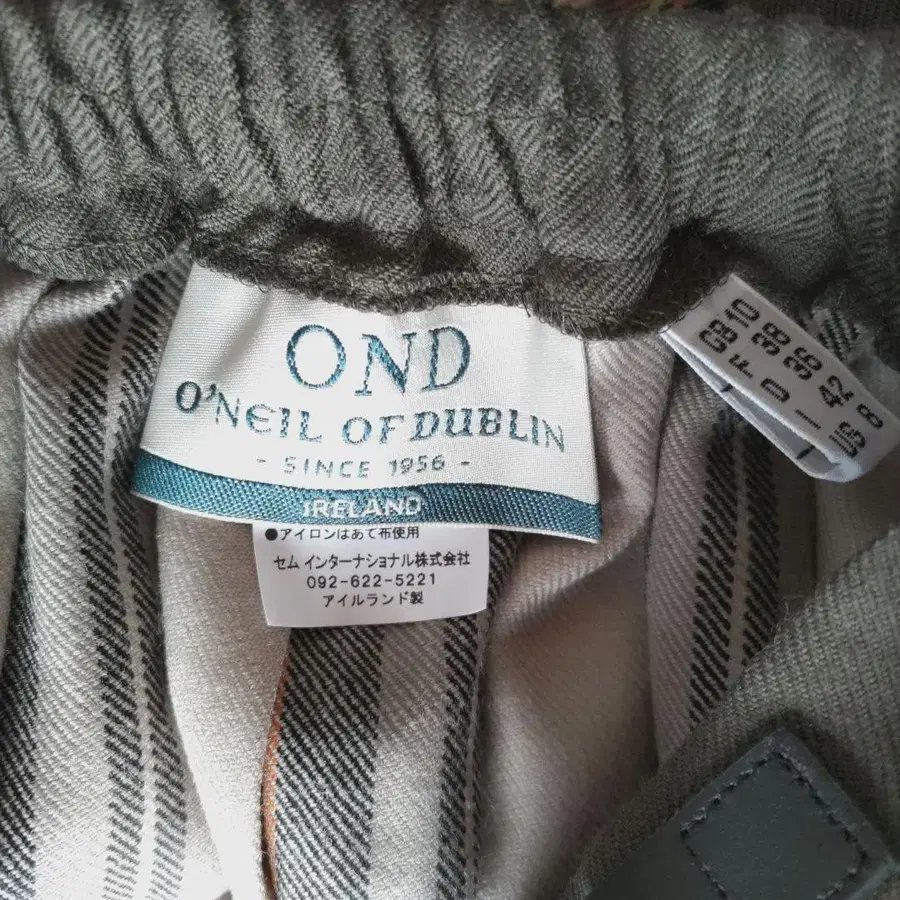 OND
O'NEIL OF DUBLIN
- SINCE 1956 -
IRELAND
●アイロンはあて布使用
セム インターナショナル株式会社
092-622-5221
アイルランド製
GB 10
F 38
D 36
I 42
US 8